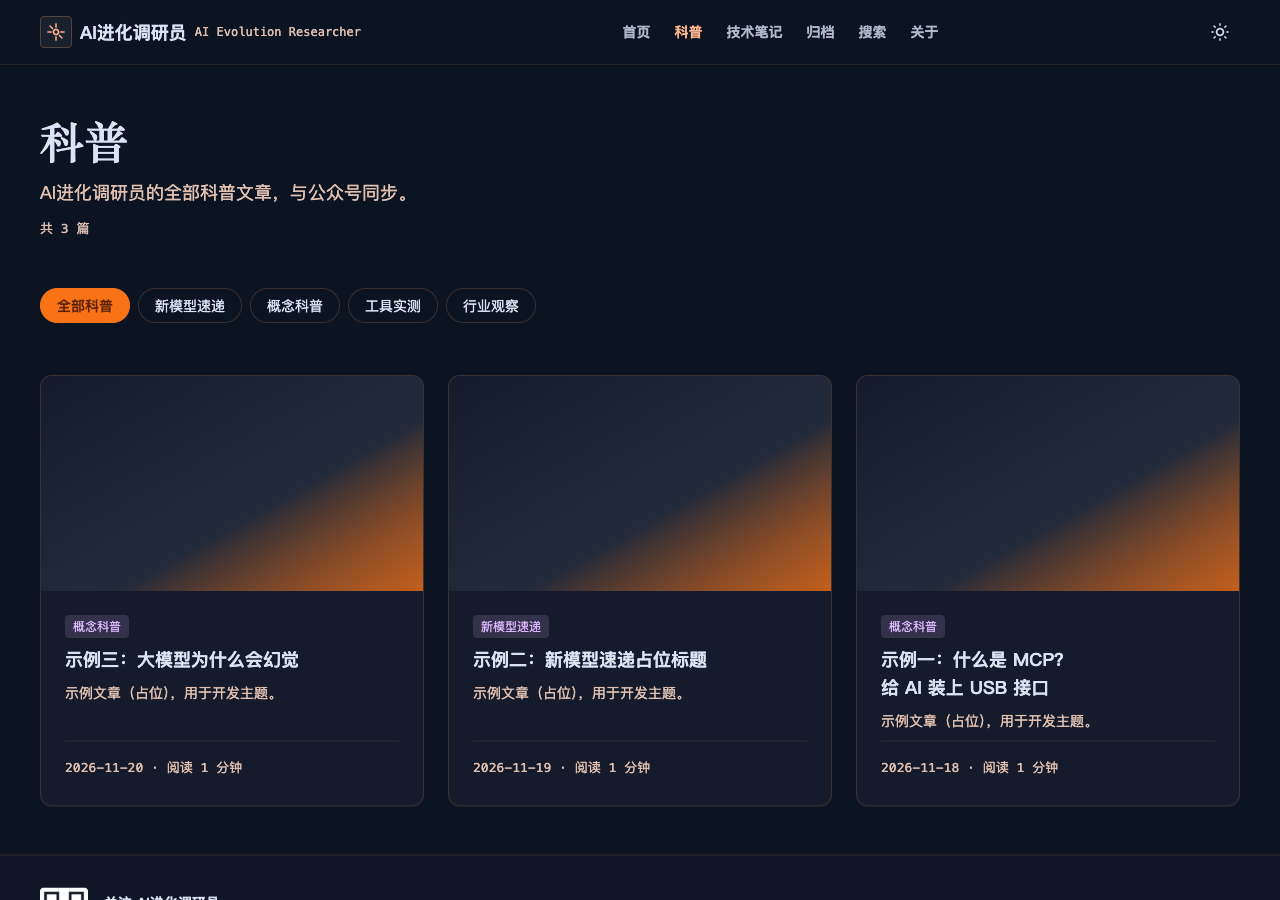 AI进化调研员 AI Evolution Researcher
首页 科普 技术笔记 归档 搜索 关于
科普
AI进化调研员的全部科普文章，与公众号同步。
共 3 篇
全部科普 新模型速递 概念科普 工具实测 行业观察
概念科普
示例三：大模型为什么会幻觉
示例文章（占位），用于开发主题。
2026-11-20 · 阅读 1 分钟
新模型速递
示例二：新模型速递占位标题
示例文章（占位），用于开发主题。
2026-11-19 · 阅读 1 分钟
概念科普
示例一：什么是 MCP？
给 AI 装上 USB 接口
示例文章（占位），用于开发主题。
2026-11-18 · 阅读 1 分钟
关注 AI进化调研员